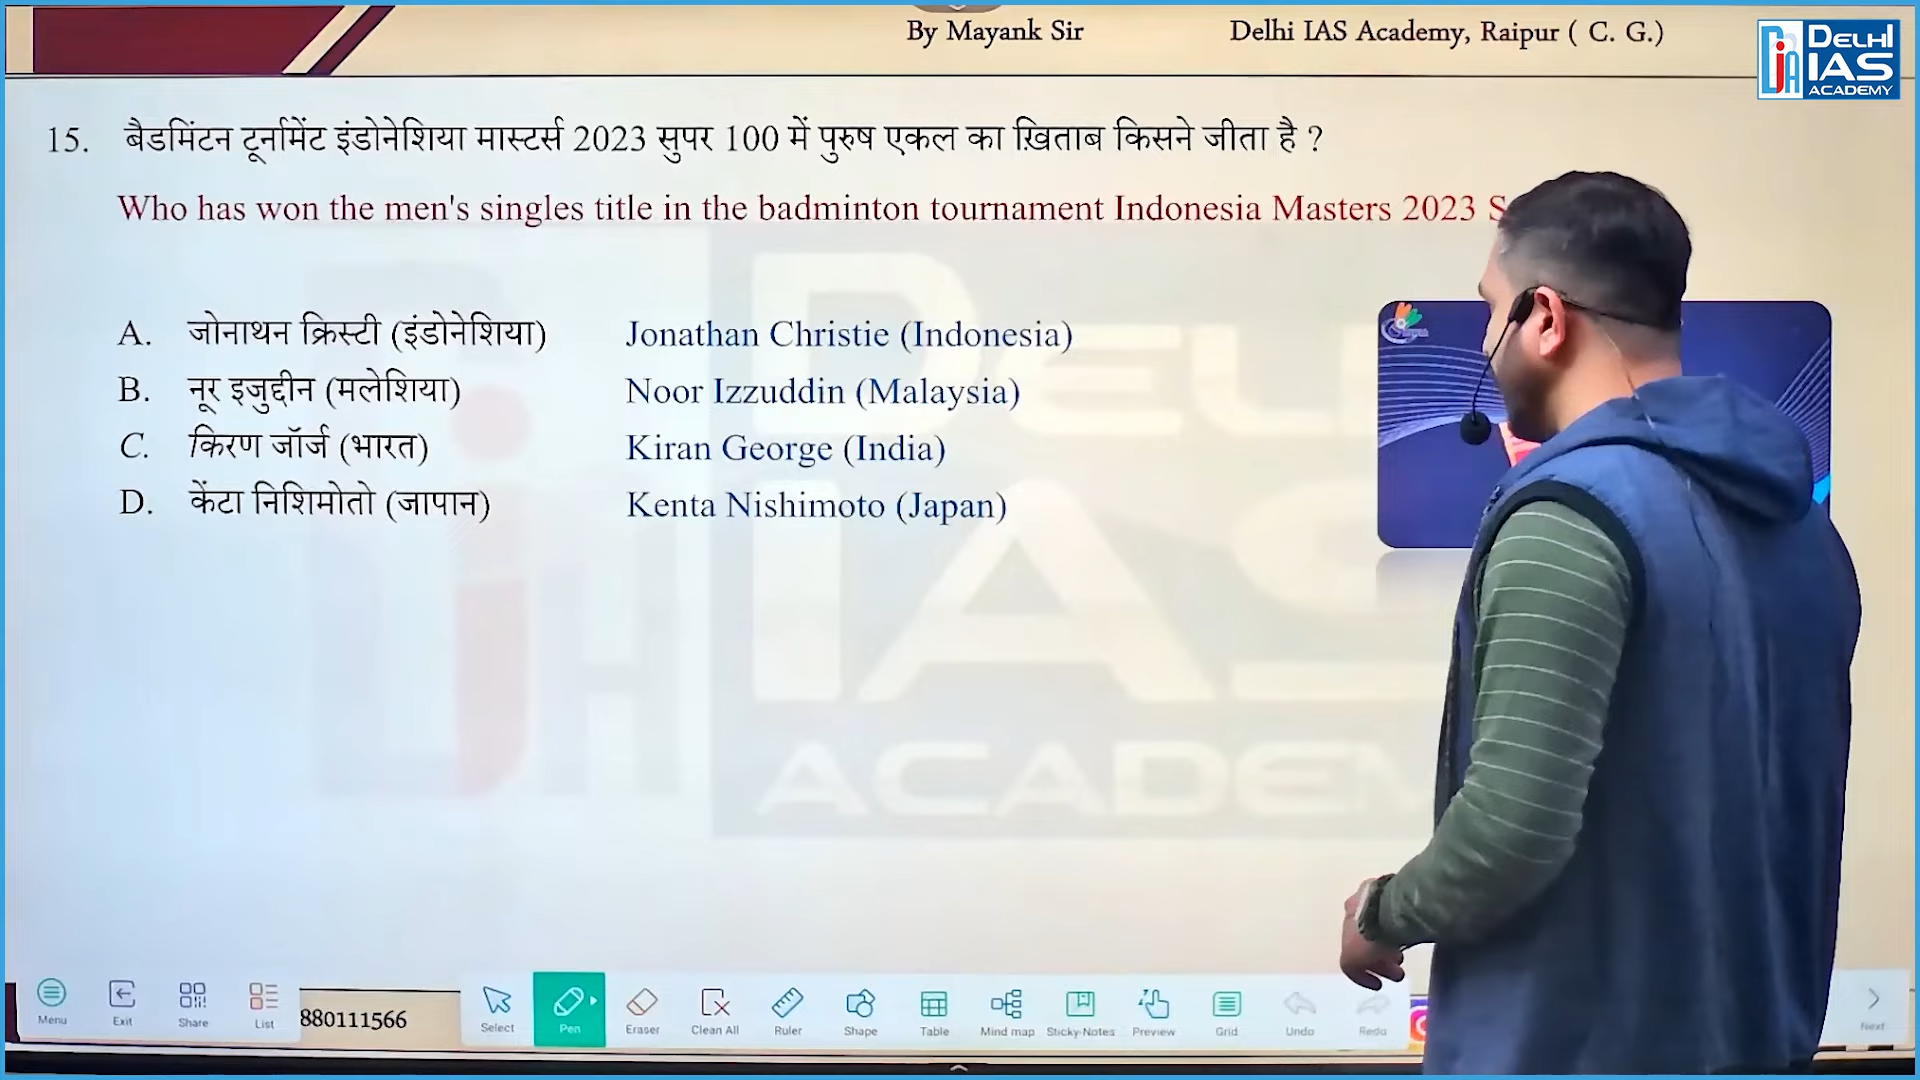 By Mayank Sir
Delhi IAS Academy, Raipur ( C. G.)
DELHI
IAS
ACADEMY
15. बैडमिंटन टूर्नामेंट इंडोनेशिया मास्टर्स 2023 सुपर 100 में पुरुष एकल का ख़िताब किसने जीता है ?
Who has won the men's singles title in the badminton tournament Indonesia Masters 2023 S
A. जोनाथन क्रिस्टी (इंडोनेशिया) Jonathan Christie (Indonesia)
B. नूर इजुद्दीन (मलेशिया) Noor Izzuddin (Malaysia)
C. किरण जॉर्ज (भारत) Kiran George (India)
D. केंटा निशिमोतो (जापान) Kenta Nishimoto (Japan)
DELHI
IAS
ACADEMY
Menu Exit Share List
880111566
Select Pen Eraser Clean All Ruler Shape Table Mind map Sticky-Notes Preview Grid Undo Redo
Next